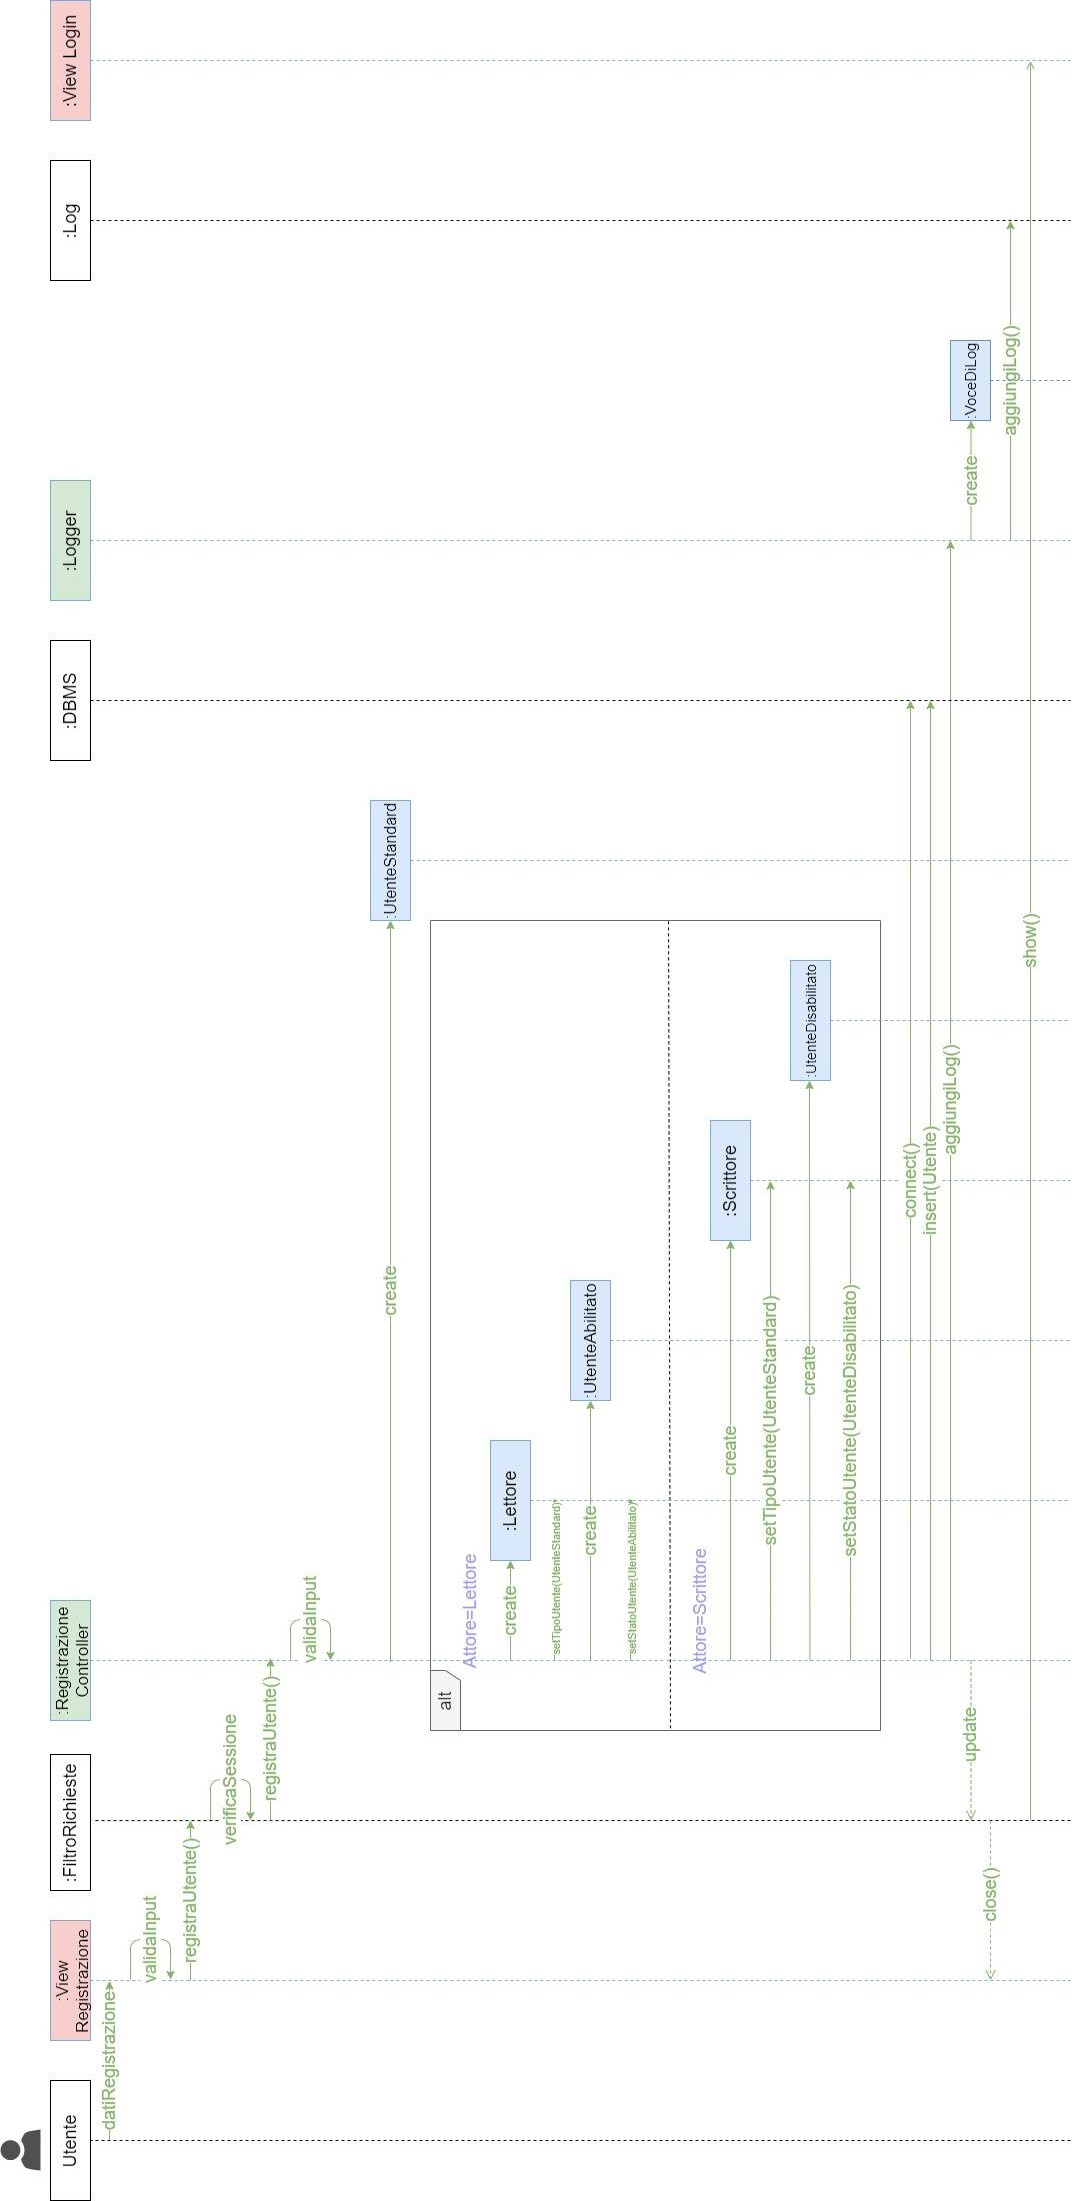 Utente
:View
Registrazione
:FiltroRichieste
:Registrazione
Controller
:DBMS
:Logger
:Log
:View Login
datiRegistrazione
validaInput
registraUtente()
verificaSessione
registraUtente()
validaInput
create
:UtenteStandard
alt
Attore=Lettore
create
:Lettore
setTipoUtente(UtenteStandard)
create
:UtenteAbilitato
setStatoUtente(UtenteAbilitato)
Attore=Scrittore
create
:Scrittore
setTipoUtente(UtenteStandard)
create
:UtenteDisabilitato
setStatoUtente(UtenteDisabilitato)
connect()
insert(Utente)
aggiungiLog()
update
create
:VoceDiLog
close()
aggiungiLog()
show()